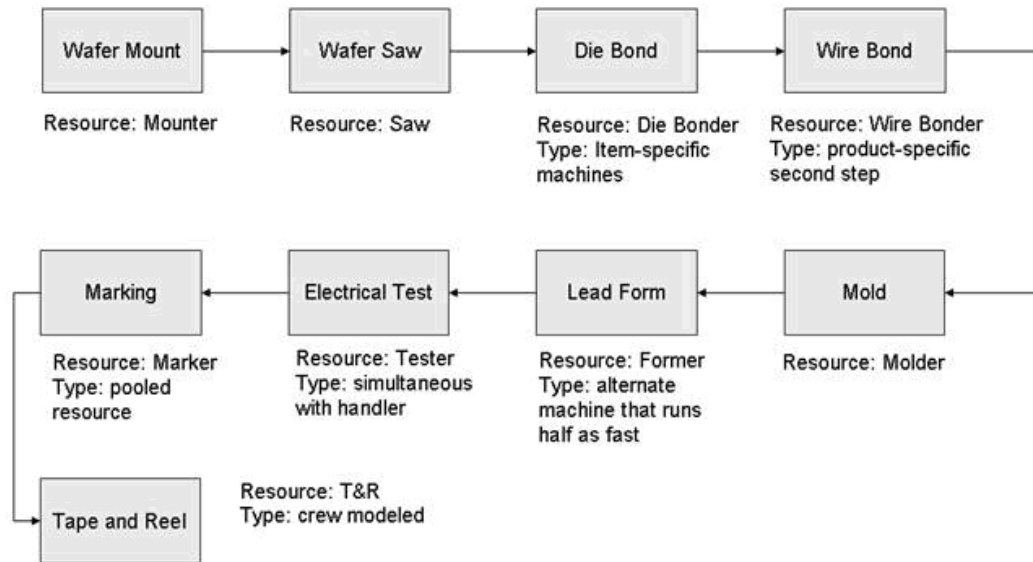 Wafer Mount
Wafer Saw
Die Bond
Wire Bond
Resource: Mounter
Resource: Saw
Resource: Die Bonder
Type: Item-specific
machines
Resource: Wire Bonder
Type: product-specific
second step
Marking
Electrical Test
Lead Form
Mold
Resource: Marker
Type: pooled
resource
Resource: Tester
Type: simultaneous
with handler
Resource: Former
Type: alternate
machine that runs
half as fast
Resource: Molder
Tape and Reel
Resource: T&R
Type: crew modeled